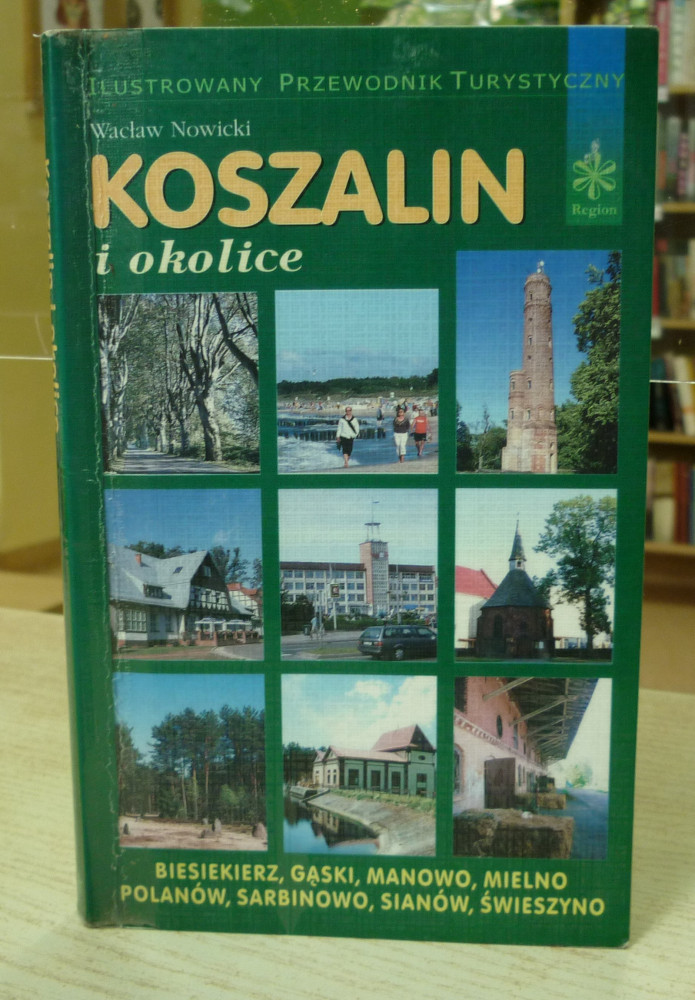 ILUSTROWANY PRZEWODNIK TURYSTYCZNY
Wacław Nowicki
KOSZALIN
i okolice
Region
BIESIEKIERZ, GĄSKI, MANOWO, MIELNO
POLANÓW, SARBINOWO, SIANÓW, ŚWIESZYNO